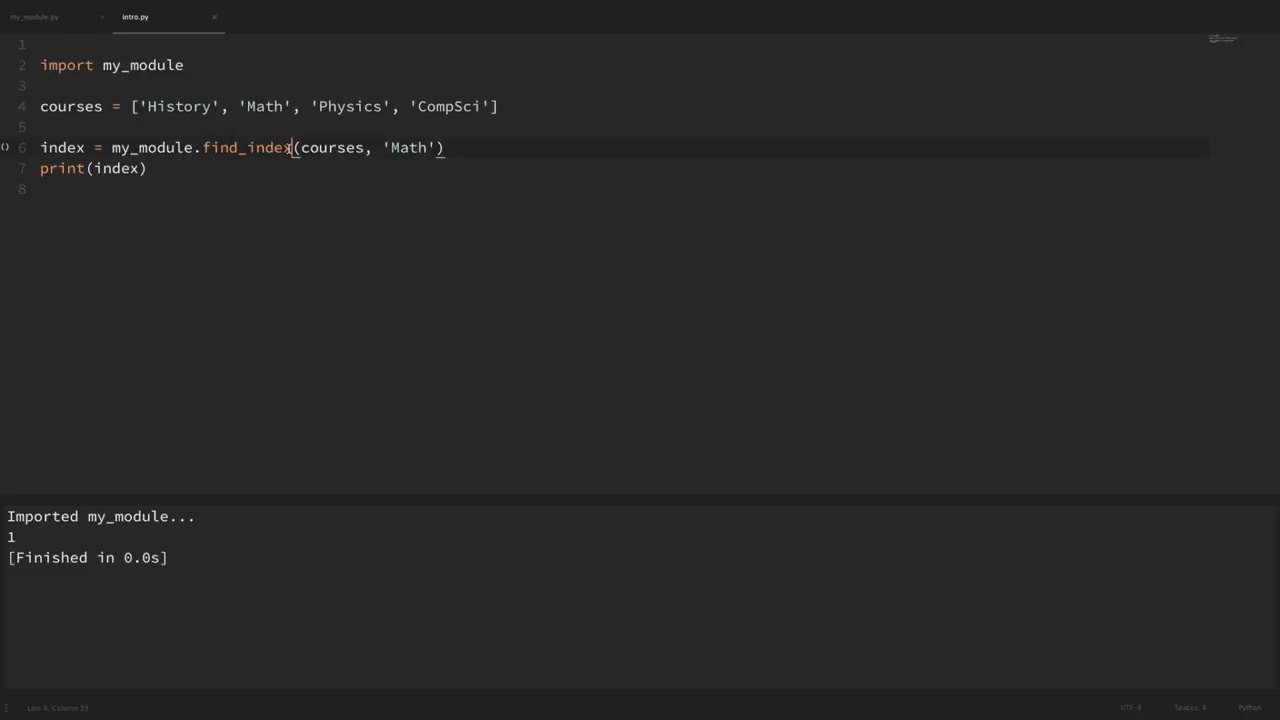 my_module.py × intro.py ×
1
2 import my_module
3
4 courses = ['History', 'Math', 'Physics', 'CompSci']
5
() 6 index = my_module.find_index(courses, 'Math')
7 print(index)
8
Imported my_module...
1
[Finished in 0.0s]
Line 6, Column 29 UTF-8 Spaces: 4 Python